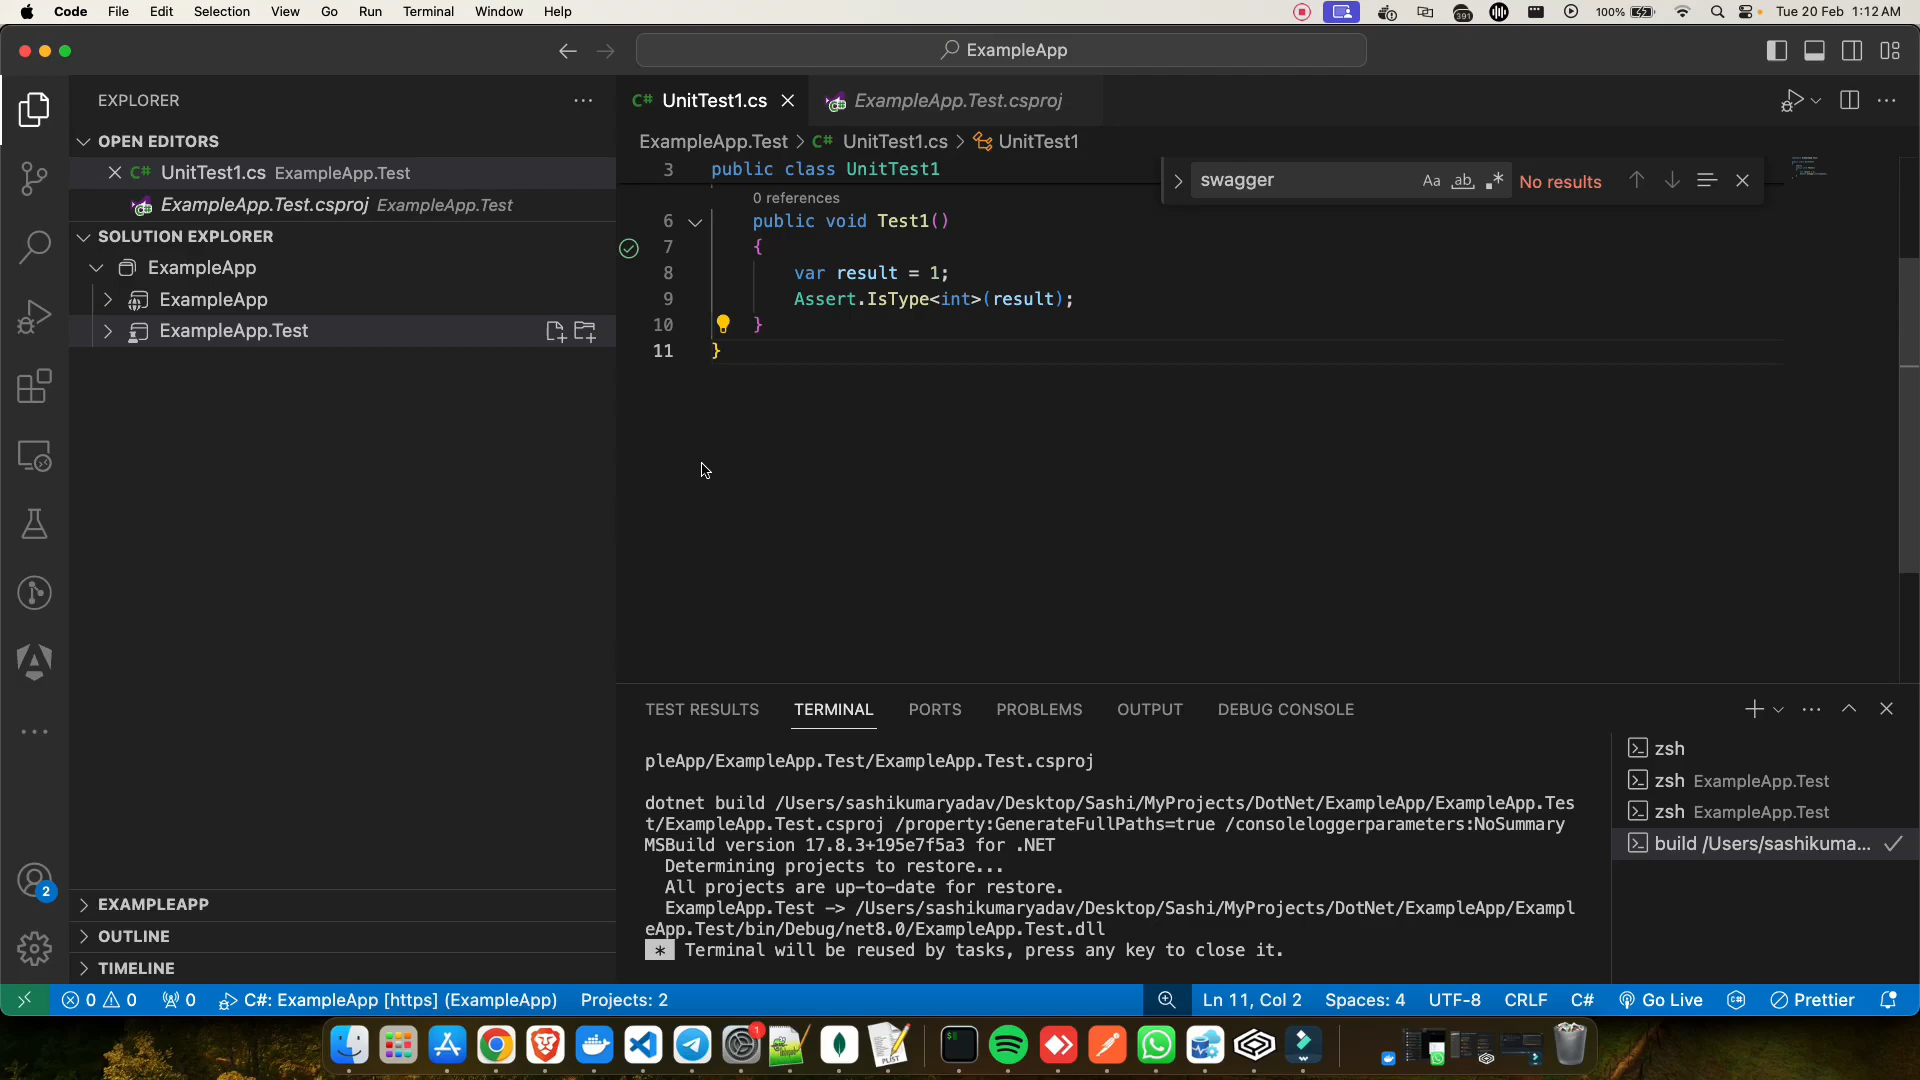 Code File Edit Selection View Go Run Terminal Window Help 391 100% Tue 20 Feb 1:12 AM
ExampleApp
EXPLORER
OPEN EDITORS
UnitTest1.cs ExampleApp.Test
ExampleApp.Test.csproj ExampleApp.Test
SOLUTION EXPLORER
ExampleApp
ExampleApp
ExampleApp.Test
EXAMPLEAPP
OUTLINE
TIMELINE
2
C# UnitTest1.cs ExampleApp.Test.csproj
ExampleApp.Test > C# UnitTest1.cs > UnitTest1
swagger Aa ab No results
3 public class UnitTest1
0 references
6 public void Test1()
7 {
8 var result = 1;
9 Assert.IsType<int>(result);
10 }
11 }
TEST RESULTS TERMINAL PORTS PROBLEMS OUTPUT DEBUG CONSOLE
pleApp/ExampleApp.Test/ExampleApp.Test.csproj
dotnet build /Users/sashikumaryadav/Desktop/Sashi/MyProjects/DotNet/ExampleApp/ExampleApp.Tes
t/ExampleApp.Test.csproj /property:GenerateFullPaths=true /consoleloggerparameters:NoSummary
MSBuild version 17.8.3+195e7f5a3 for .NET
Determining projects to restore...
All projects are up-to-date for restore.
ExampleApp.Test -> /Users/sashikumaryadav/Desktop/Sashi/MyProjects/DotNet/ExampleApp/Exampl
eApp.Test/bin/Debug/net8.0/ExampleApp.Test.dll
* Terminal will be reused by tasks, press any key to close it.
zsh
zsh ExampleApp.Test
zsh ExampleApp.Test
build /Users/sashikuma...
0 0 0 C#: ExampleApp [https] (ExampleApp) Projects: 2 Ln 11, Col 2 Spaces: 4 UTF-8 CRLF C# Go Live Prettier
1
PLIST